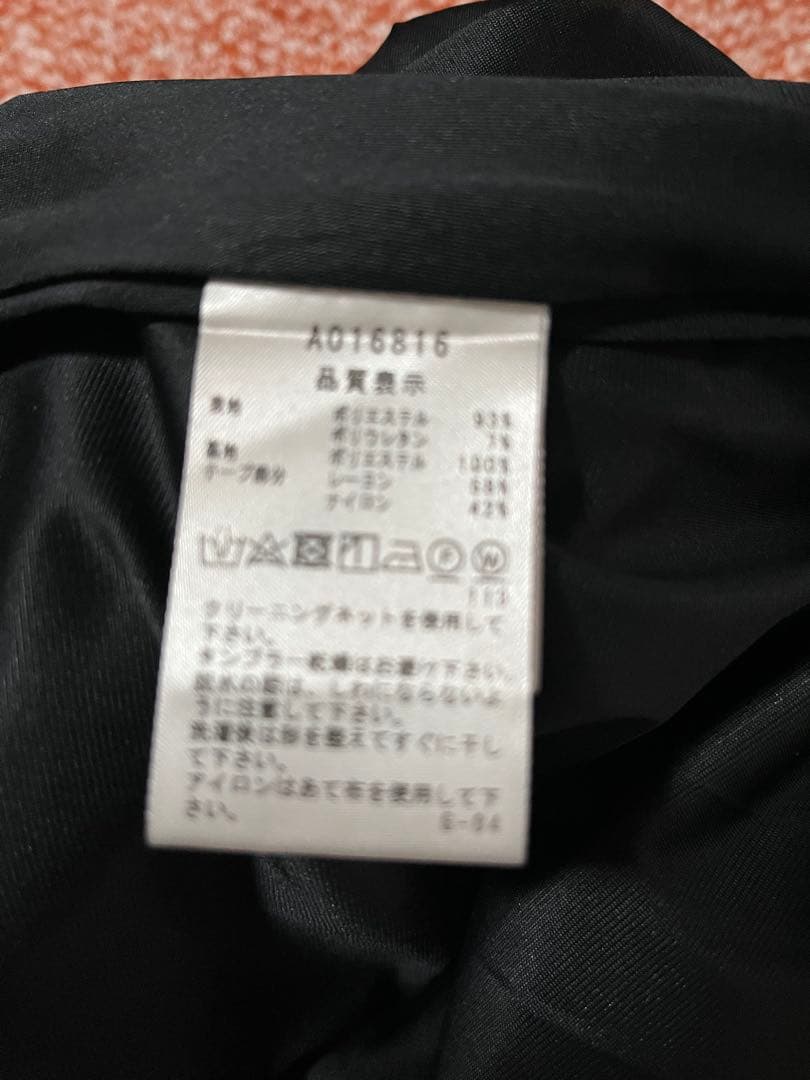 A016816
品質表示
表地 ポリエステル 93%
ポリウレタン 7%
裏地 ポリエステル 100%
テープ部分 レーヨン
ナイロン 42%
F W
113
クリーニングネットを使用して
下さい。
タンブラー乾燥はお避け下さい。
脱水の際は、しわにならないよ
うに注意して下さい。
洗濯後は形を整えてすぐに干し
て下さい。
アイロンはあて布を使用して下
さい。